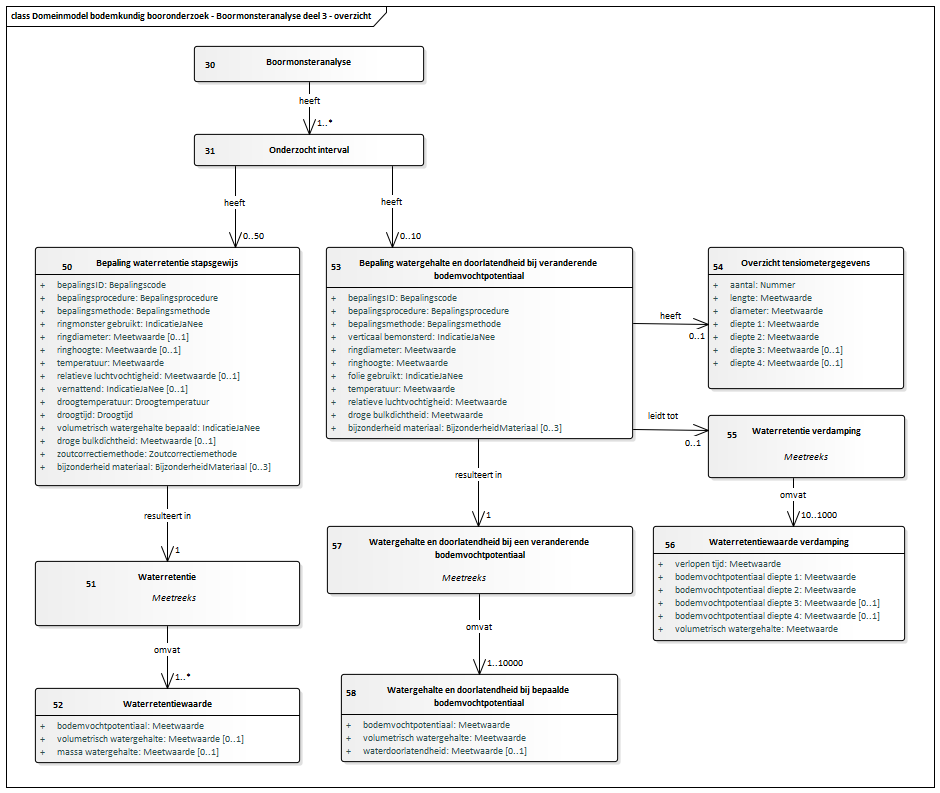 class Domeinmodel bodemkundig booronderzoek - Boormonsteranalyse deel 3 - overzicht
30 Boormonsteranalyse
heeft
1..*
31 Onderzocht interval
heeft
0..50
heeft
0..10
50 Bepaling waterretentie stapsgewijs
+ bepalingsID: Bepalingscode
+ bepalingsprocedure: Bepalingsprocedure
+ bepalingsmethode: Bepalingsmethode
+ ringmonster gebruikt: IndicatieJaNee
+ ringdiameter: Meetwaarde [0..1]
+ ringhoogte: Meetwaarde [0..1]
+ temperatuur: Meetwaarde
+ relatieve luchtvochtigheid: Meetwaarde [0..1]
+ vernattend: IndicatieJaNee [0..1]
+ droogtemperatuur: Droogtemperatuur
+ droogtijd: Droogtijd
+ volumetrisch watergehalte bepaald: IndicatieJaNee
+ droge bulkdichtheid: Meetwaarde [0..1]
+ zoutcorrectiemethode: Zoutcorrectiemethode
+ bijzonderheid materiaal: BijzonderheidMateriaal [0..3]
53 Bepaling watergehalte en doorlatendheid bij veranderende
bodemvochtpotentiaal
+ bepalingsID: Bepalingscode
+ bepalingsprocedure: Bepalingsprocedure
+ bepalingsmethode: Bepalingsmethode
+ verticaal bemonsterd: IndicatieJaNee
+ ringdiameter: Meetwaarde
+ ringhoogte: Meetwaarde
+ folie gebruikt: IndicatieJaNee
+ temperatuur: Meetwaarde
+ relatieve luchtvochtigheid: Meetwaarde
+ droge bulkdichtheid: Meetwaarde
+ bijzonderheid materiaal: BijzonderheidMateriaal [0..3]
heeft
0..1
54 Overzicht tensiometergegevens
+ aantal: Nummer
+ lengte: Meetwaarde
+ diameter: Meetwaarde
+ diepte 1: Meetwaarde
+ diepte 2: Meetwaarde
+ diepte 3: Meetwaarde [0..1]
+ diepte 4: Meetwaarde [0..1]
leidt tot
0..1
55 Waterretentie verdamping
Meetreeks
omvat
10..1000
56 Waterretentiewaarde verdamping
+ verlopen tijd: Meetwaarde
+ bodemvochtpotentiaal diepte 1: Meetwaarde
+ bodemvochtpotentiaal diepte 2: Meetwaarde
+ bodemvochtpotentiaal diepte 3: Meetwaarde [0..1]
+ bodemvochtpotentiaal diepte 4: Meetwaarde [0..1]
+ volumetrisch watergehalte: Meetwaarde
resulteert in
1
51 Waterretentie
Meetreeks
omvat
1..*
52 Waterretentiewaarde
+ bodemvochtpotentiaal: Meetwaarde
+ volumetrisch watergehalte: Meetwaarde [0..1]
+ massa watergehalte: Meetwaarde [0..1]
resulteert in
1
57 Watergehalte en doorlatendheid bij een veranderende
bodemvochtpotentiaal
Meetreeks
omvat
1..10000
58 Watergehalte en doorlatendheid bij bepaalde
bodemvochtpotentiaal
+ bodemvochtpotentiaal: Meetwaarde
+ volumetrisch watergehalte: Meetwaarde
+ waterdoorlatendheid: Meetwaarde [0..1]